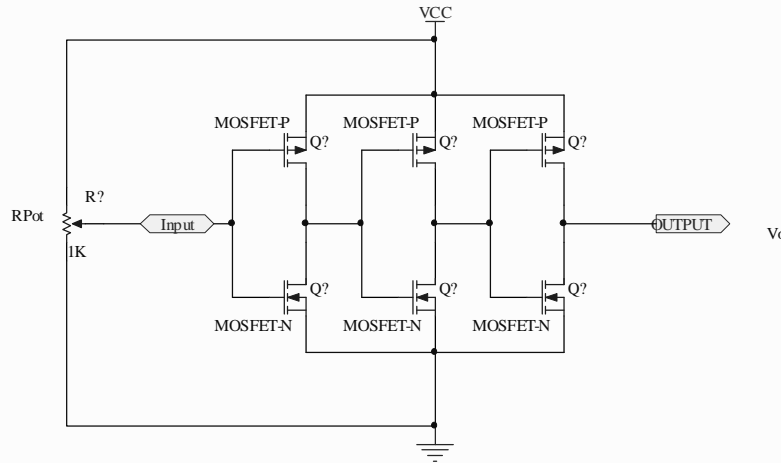 VCC
MOSFET-P
MOSFET-P
MOSFET-P
Q?
Q?
Q?
R?
RPot
Input
OUTPUT
1K
Q?
Q?
Q?
MOSFET-N
MOSFET-N
MOSFET-N